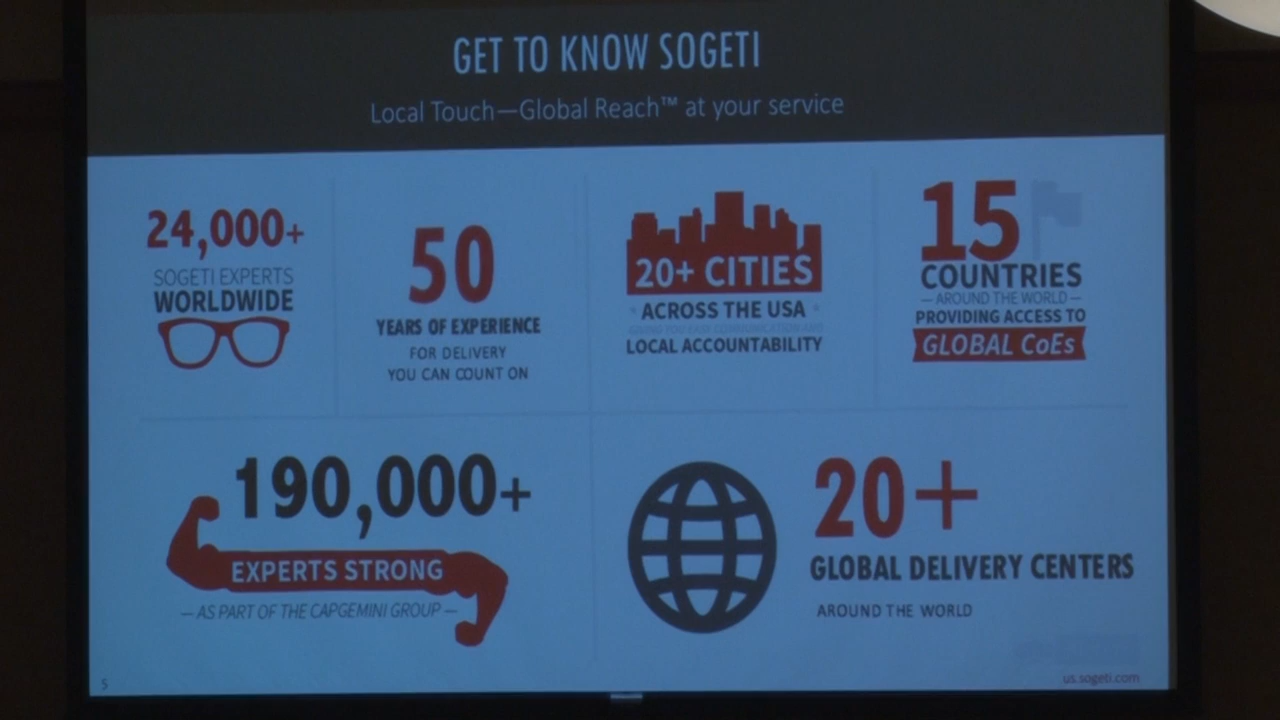 GET TO KNOW SOGETI
Local Touch—Global Reach™ at your service
24,000+
SOGETI EXPERTS
WORLDWIDE
50
YEARS OF EXPERIENCE
FOR DELIVERY
YOU CAN COUNT ON
20+ CITIES
ACROSS THE USA
LOCAL ACCOUNTABILITY
15
COUNTRIES
— AROUND THE WORLD —
PROVIDING ACCESS TO
GLOBAL CoEs
190,000+
EXPERTS STRONG
— AS PART OF THE CAPGEMINI GROUP —
20+
GLOBAL DELIVERY CENTERS
AROUND THE WORLD
5
us.sogeti.com